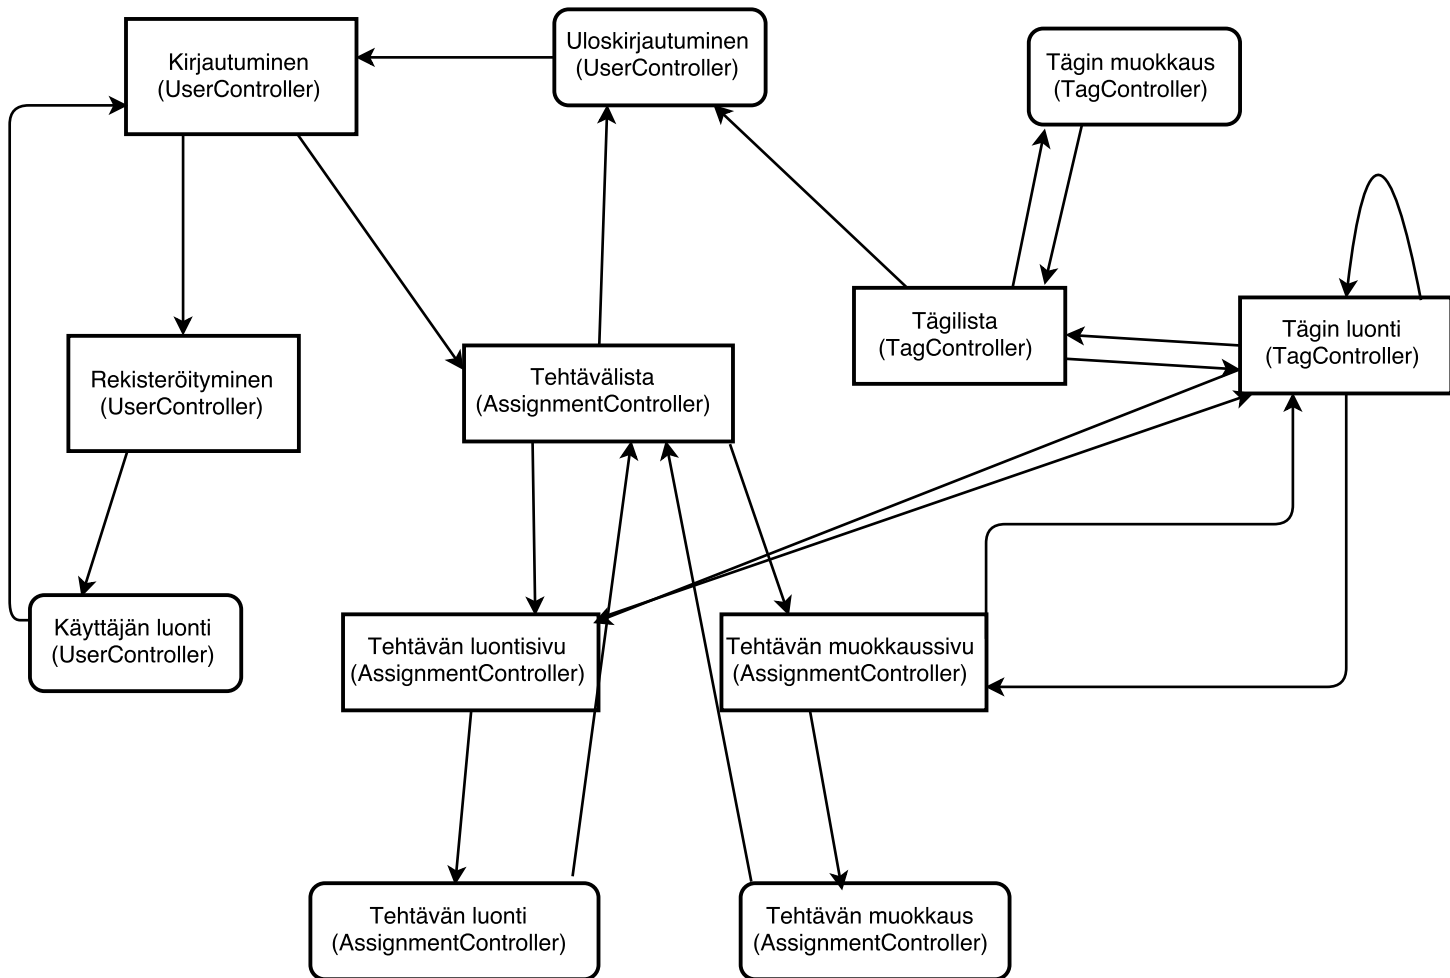 Kirjautuminen
(UserController)
Uloskirjautuminen
(UserController)
Tägin muokkaus
(TagController)
Tägilista
(TagController)
Tägin luonti
(TagController)
Rekisteröityminen
(UserController)
Tehtävälista
(AssignmentController)
Käyttäjän luonti
(UserController)
Tehtävän luontisivu
(AssignmentController)
Tehtävän muokkaussivu
(AssignmentController)
Tehtävän luonti
(AssignmentController)
Tehtävän muokkaus
(AssignmentController)